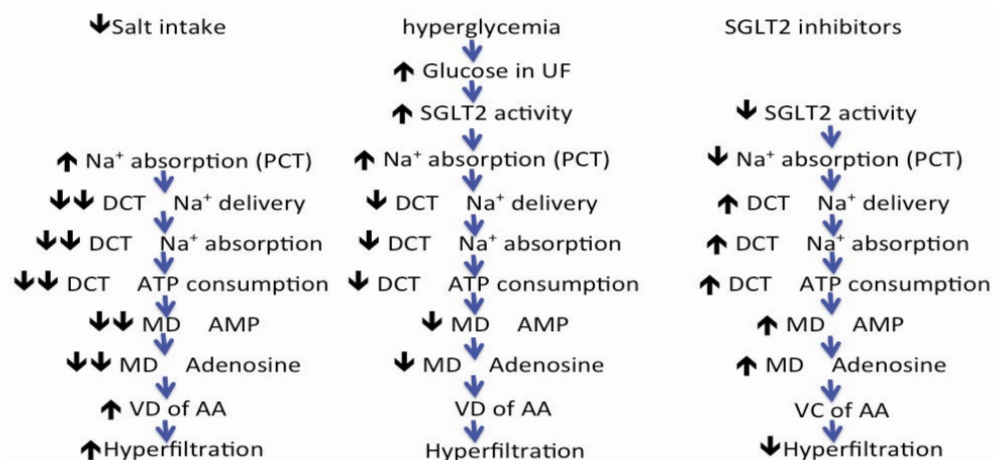 Salt intake
Na⁺ absorption (PCT)
DCT Na⁺ delivery
DCT Na⁺ absorption
DCT ATP consumption
MD AMP
MD Adenosine
VD of AA
Hyperfiltration
hyperglycemia
Glucose in UF
SGLT2 activity
Na⁺ absorption (PCT)
DCT Na⁺ delivery
DCT Na⁺ absorption
DCT ATP consumption
MD AMP
MD Adenosine
VD of AA
Hyperfiltration
SGLT2 inhibitors
SGLT2 activity
Na⁺ absorption (PCT)
DCT Na⁺ delivery
DCT Na⁺ absorption
DCT ATP consumption
MD AMP
MD Adenosine
VC of AA
Hyperfiltration